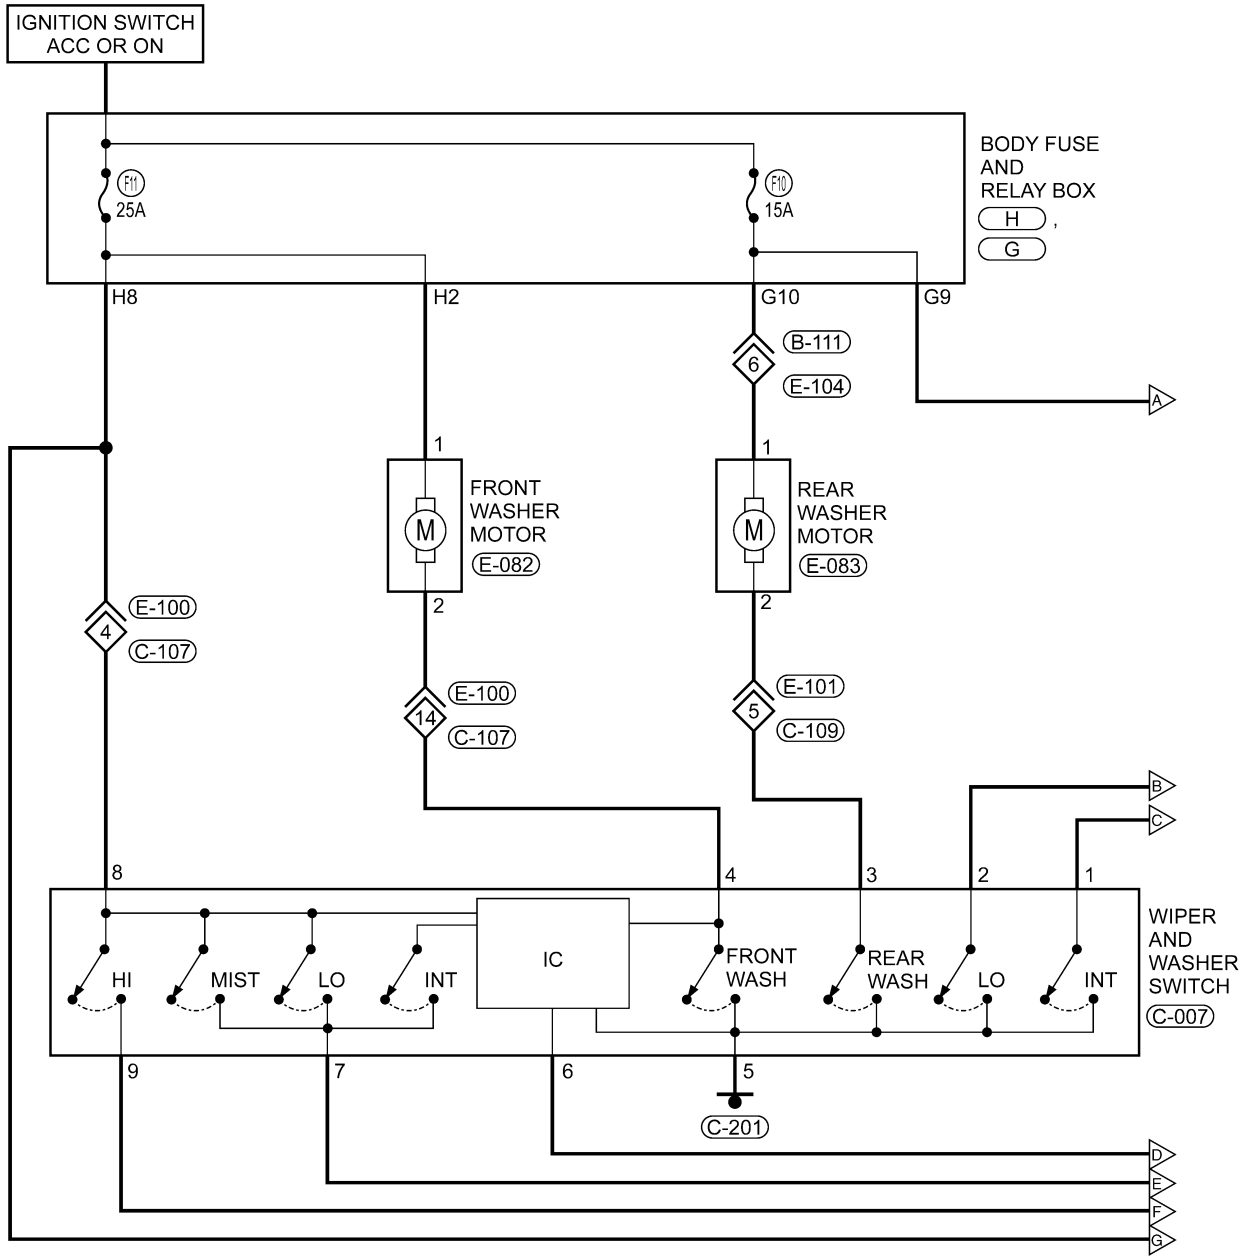 IGNITION SWITCH
ACC OR ON
BODY FUSE
AND
RELAY BOX
H ,
G
F11
25A
F10
15A
H8
H2
G10
G9
B-111
6
E-104
A
1
FRONT
WASHER
MOTOR
M
E-082
2
1
REAR
WASHER
MOTOR
M
E-083
2
E-100
4
C-107
E-100
14
C-107
E-101
5
C-109
B
C
8
4
3
2
1
HI
MIST
LO
INT
IC
FRONT
WASH
REAR
WASH
LO
INT
WIPER
AND
WASHER
SWITCH
C-007
9
7
6
5
C-201
D
E
F
G